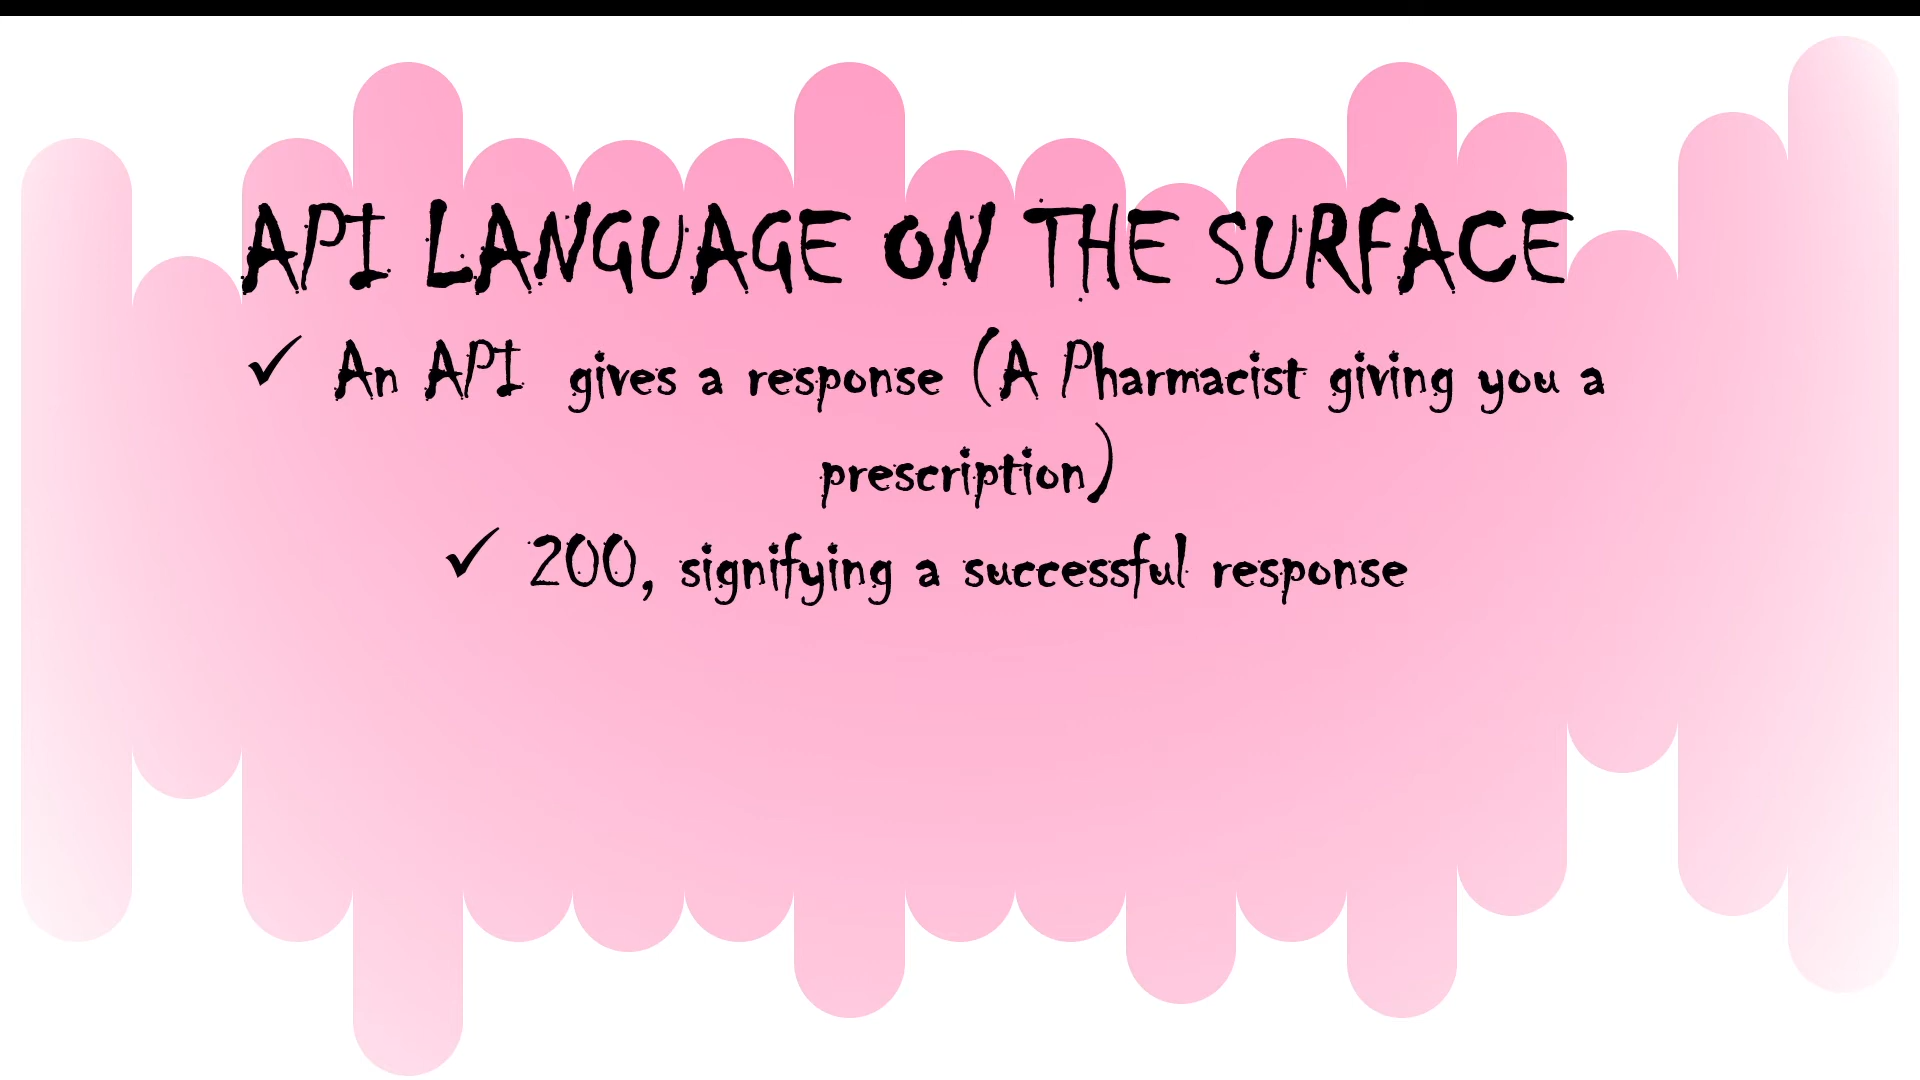 API LANGUAGE ON THE SURFACE
✓ An API gives a response (A Pharmacist giving you a
prescription)
✓ 200, signifying a successful response